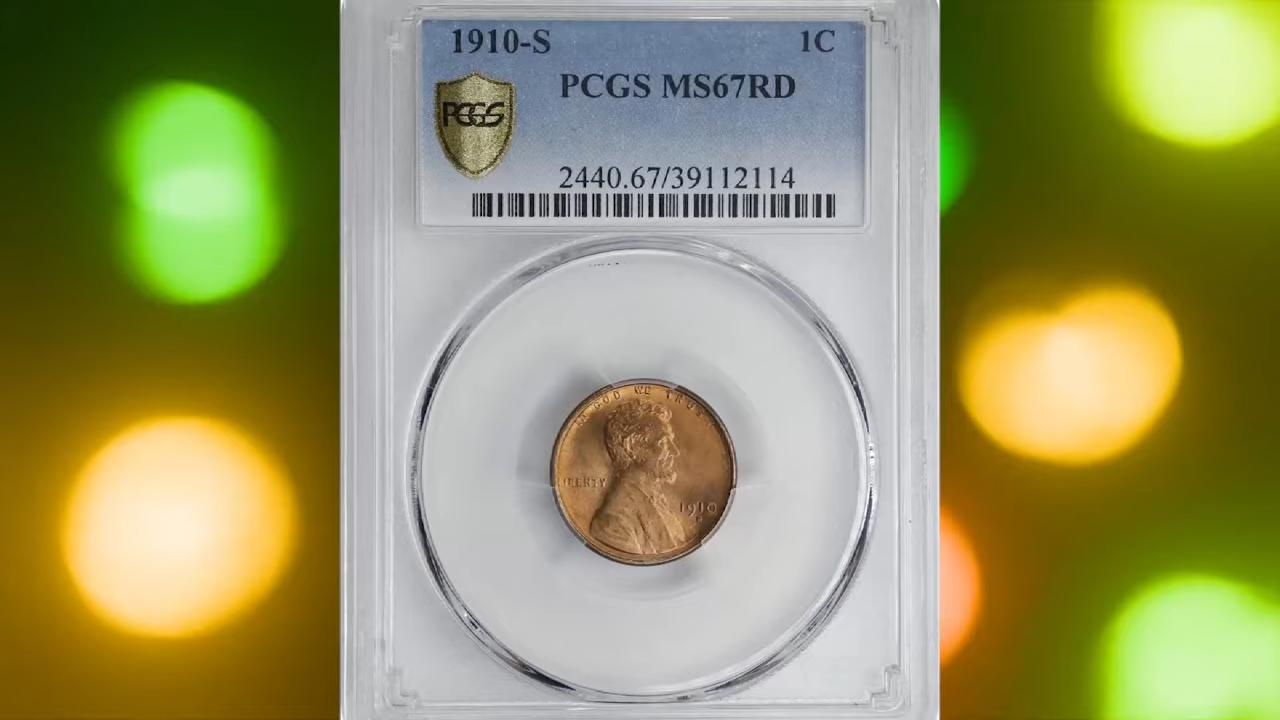 1910-S 1C
PCGS MS67RD
PCGS
2440.67/39112114
IN GOD WE TRUST
LIBERTY
1910
S